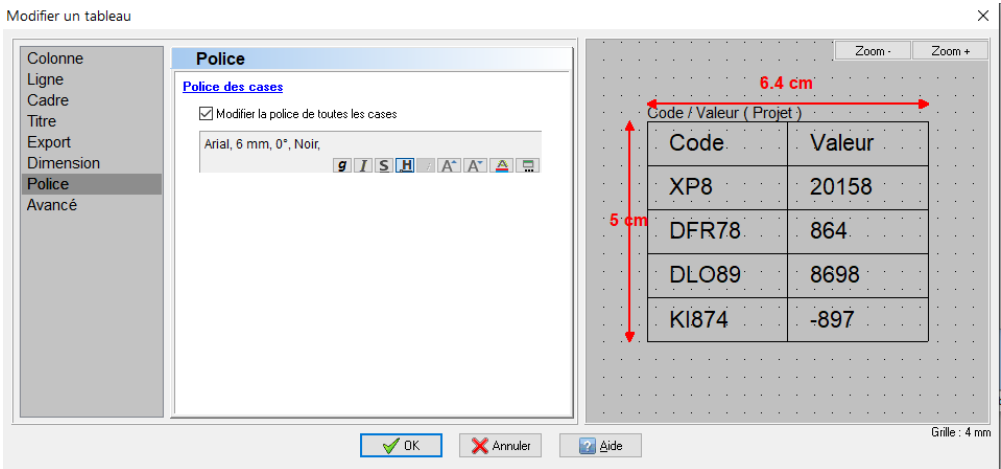 Modifier un tableau
Colonne
Ligne
Cadre
Titre
Export
Dimension
Police
Avancé
Police
Police des cases
Modifier la police de toutes les cases
Arial, 6 mm, 0°, Noir,
g I S H A A A
Zoom - Zoom +
6.4 cm
Code / Valeur ( Projet )
Code Valeur
XP8 20158
5 cm
DFR78 864
DLO89 8698
KI874 -897
Grille : 4 mm
OK Annuler Aide